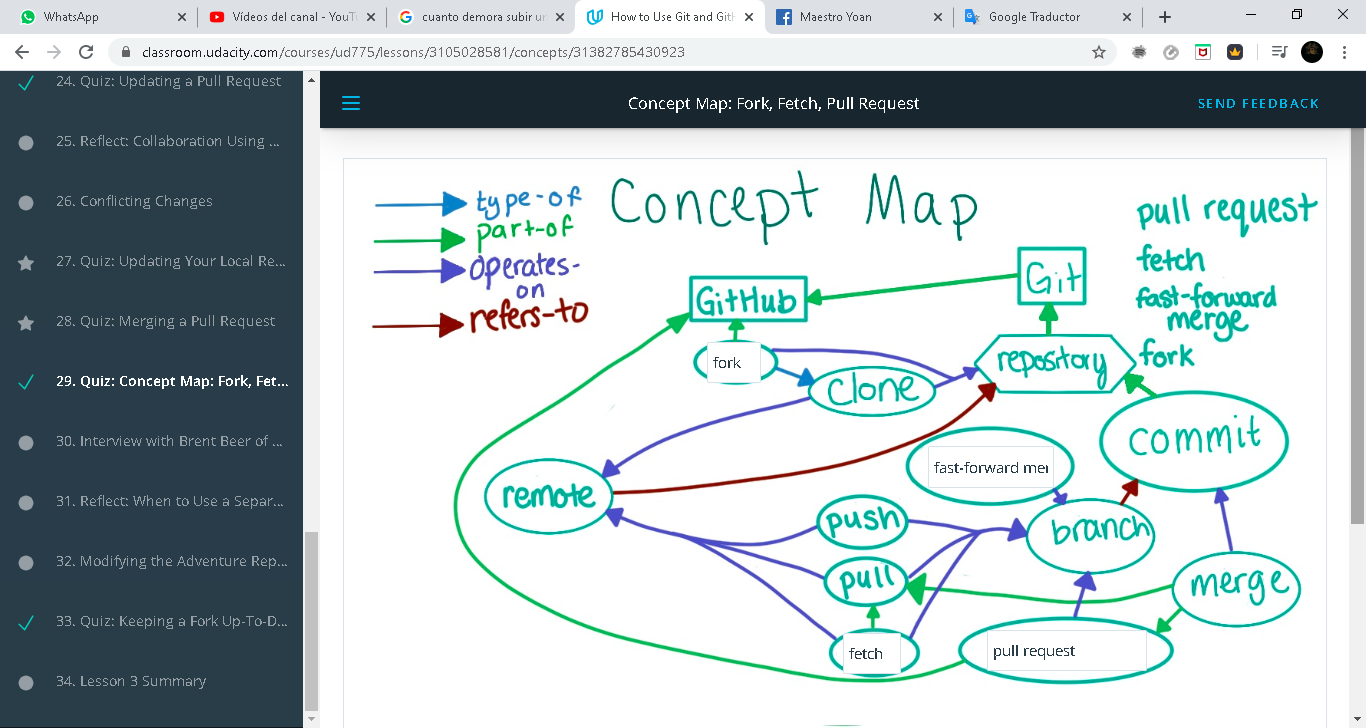 WhatsApp
Vídeos del canal - YouT
cuanto demora subir ur
How to Use Git and Gith
Maestro Yoan
Google Traductor
classroom.udacity.com/courses/ud775/lessons/3105028581/concepts/31382785430923
24. Quiz: Updating a Pull Request
25. Reflect: Collaboration Using ...
26. Conflicting Changes
27. Quiz: Updating Your Local Re...
28. Quiz: Merging a Pull Request
29. Quiz: Concept Map: Fork, Fet...
30. Interview with Brent Beer of ...
31. Reflect: When to Use a Separ...
32. Modifying the Adventure Rep...
33. Quiz: Keeping a Fork Up-To-D...
34. Lesson 3 Summary
Concept Map: Fork, Fetch, Pull Request
SEND FEEDBACK
type-of
part-of
operates-
on
refers-to
Concept Map
pull request
fetch
fast-forward
merge
fork
GitHub
Git
fork
clone
repository
commit
fast-forward mer
remote
push
branch
pull
merge
fetch
pull request